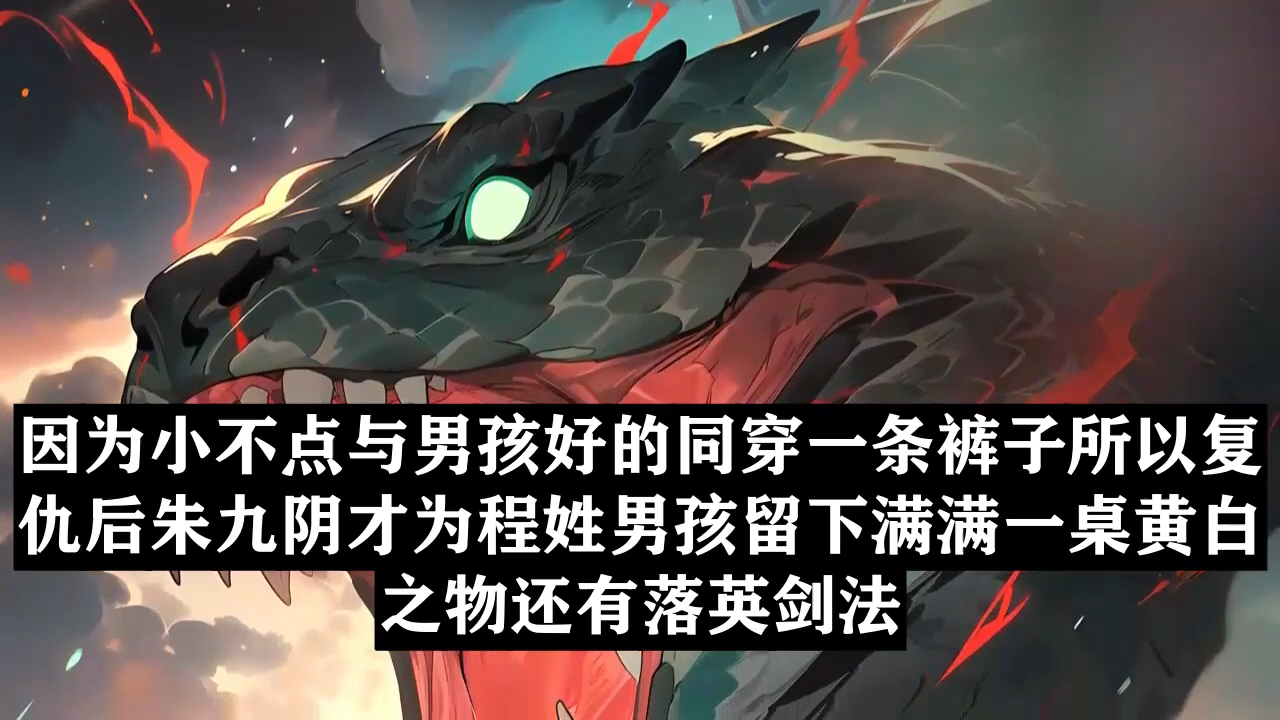 因为小不点与男孩好的同穿一条裤子所以复
仇后朱九阴才为程姓男孩留下满满一桌黄白
之物还有落英剑法